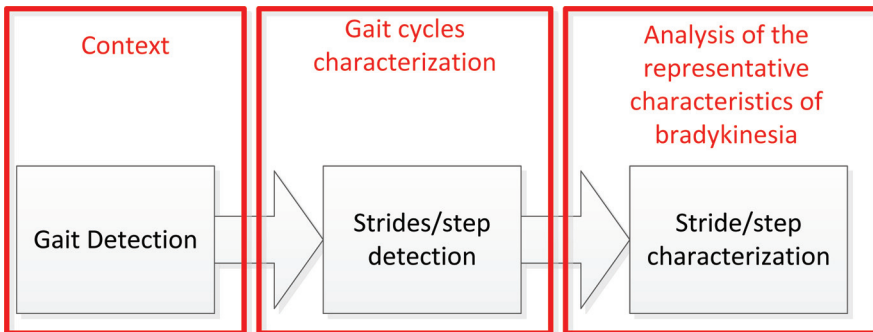 Context
Gait Detection
Gait cycles
characterization
Strides/step
detection
Analysis of the
representative
characteristics of
bradykinesia
Stride/step
characterization